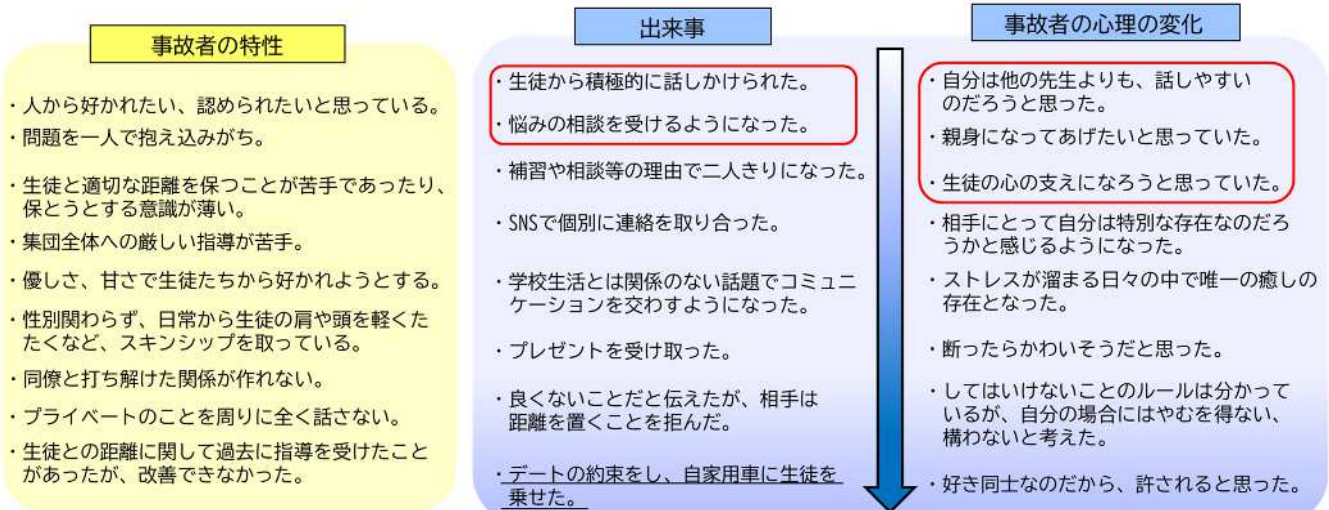 事故者の特性
・人から好かれたい、認められたいと思っている。
・問題を一人で抱え込みがち。
・生徒と適切な距離を保つことが苦手であったり、
保とうとする意識が薄い。
・集団全体への厳しい指導が苦手。
・優しさ、甘さで生徒たちから好かれようとする。
・性別関わらず、日常から生徒の肩や頭を軽くた
たくなど、スキンシップを取っている。
・同僚と打ち解けた関係が作れない。
・プライベートのことを周りに全く話さない。
・生徒との距離に関して過去に指導を受けたこと
があったが、改善できなかった。
出来事
・生徒から積極的に話しかけられた。
・悩みの相談を受けるようになった。
・補習や相談等の理由で二人きりになった。
・SNSで個別に連絡を取り合った。
・学校生活とは関係のない話題でコミュニ
ケーションを交わすようになった。
・プレゼントを受け取った。
・良くないことだと伝えたが、相手は
距離を置くことを拒んだ。
・デートの約束をし、自家用車に生徒を
乗せた。
事故者の心理の変化
・自分は他の先生よりも、話しやすい
のだろうと思った。
・親身になってあげたいと思っていた。
・生徒の心の支えになろうと思っていた。
・相手にとって自分は特別な存在なのだろ
うかと感じるようになった。
・ストレスが溜まる日々の中で唯一の癒しの
存在となった。
・断ったらかわいそうだと思った。
・してはいけないことのルールは分かって
いるが、自分の場合にはやむを得ない、
構わないと考えた。
・好き同士なのだから、許されると思った。